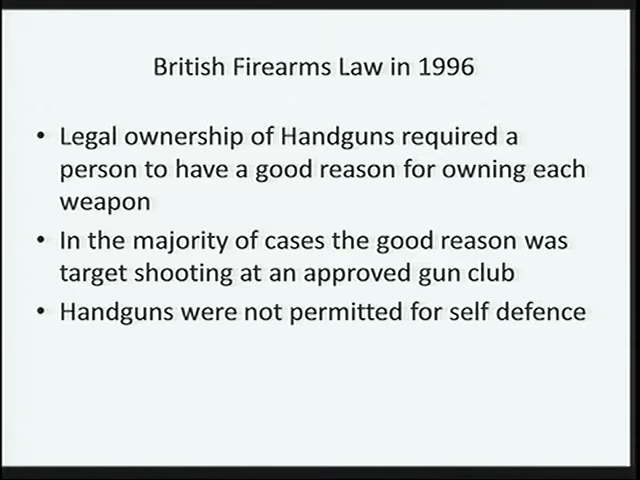 British Firearms Law in 1996
• Legal ownership of Handguns required a
person to have a good reason for owning each
weapon
• In the majority of cases the good reason was
target shooting at an approved gun club
• Handguns were not permitted for self defence